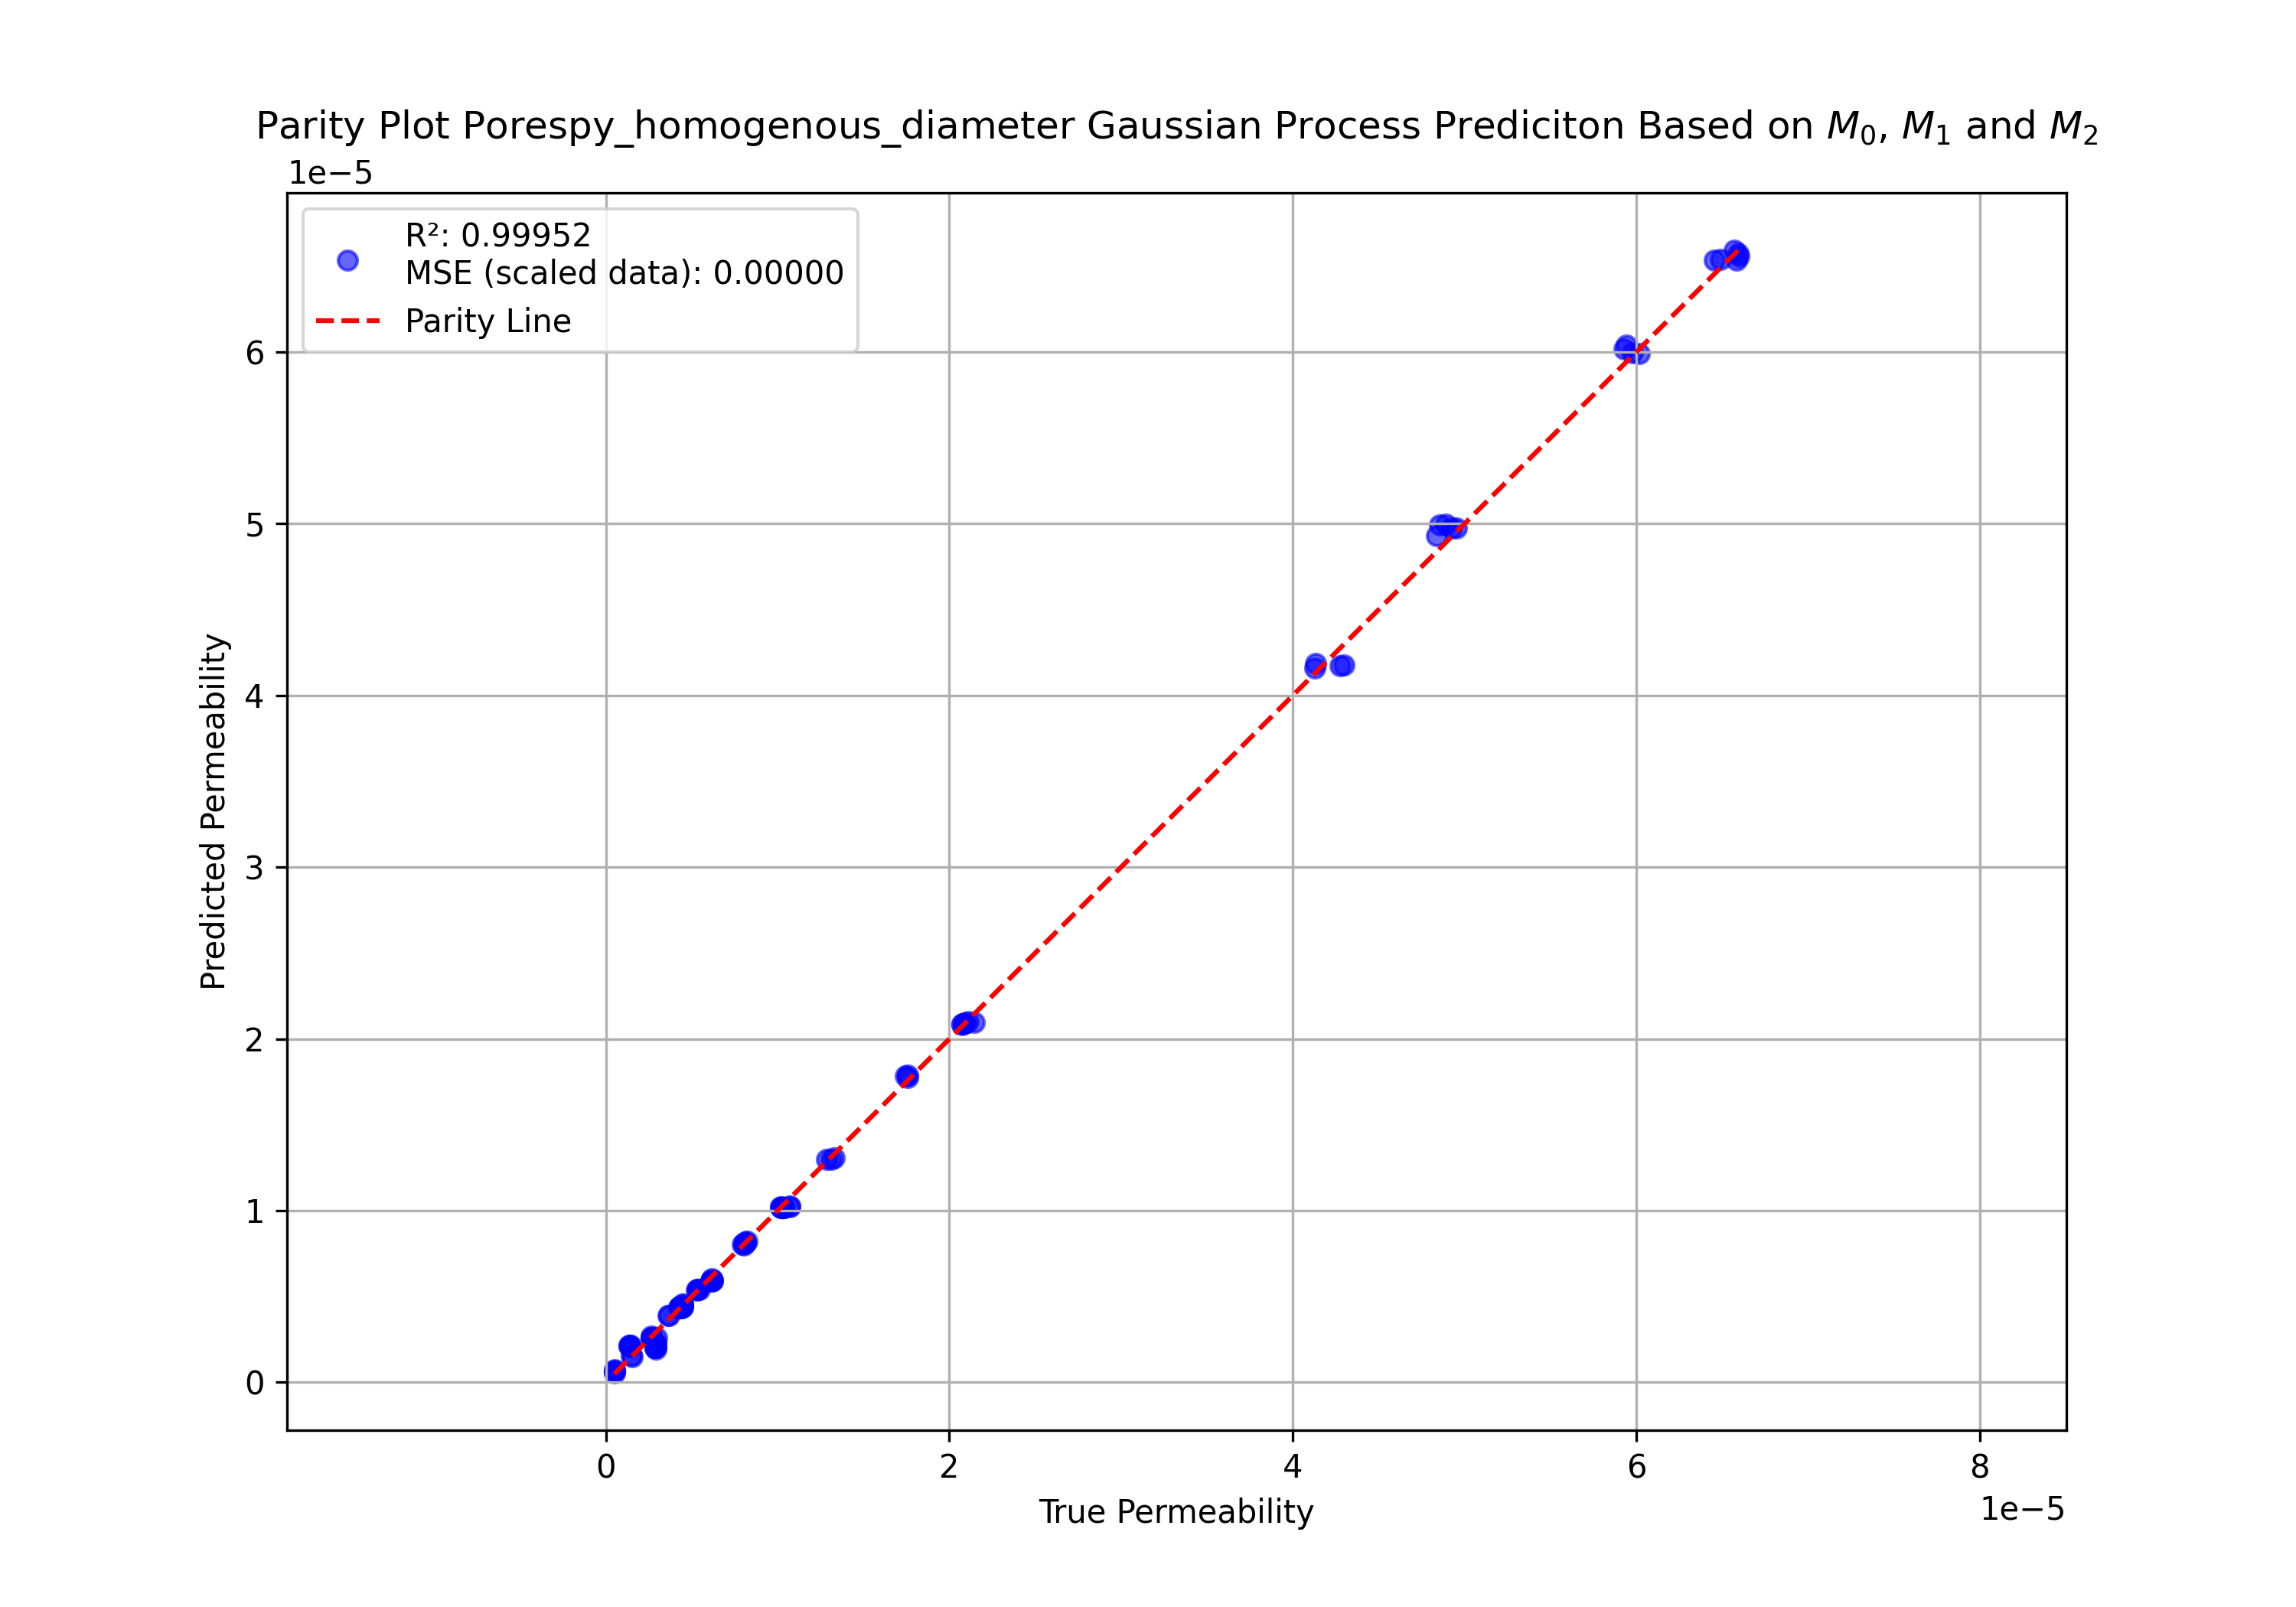 Parity Plot Porespy_homogenous_diameter Gaussian Process Prediciton Based on M₀, M₁ and M₂
1e−5
R²: 0.99952
MSE (scaled data): 0.00000
Parity Line
6
5
4
3
2
1
0
Predicted Permeability
0 2 4 6 8
True Permeability
1e−5